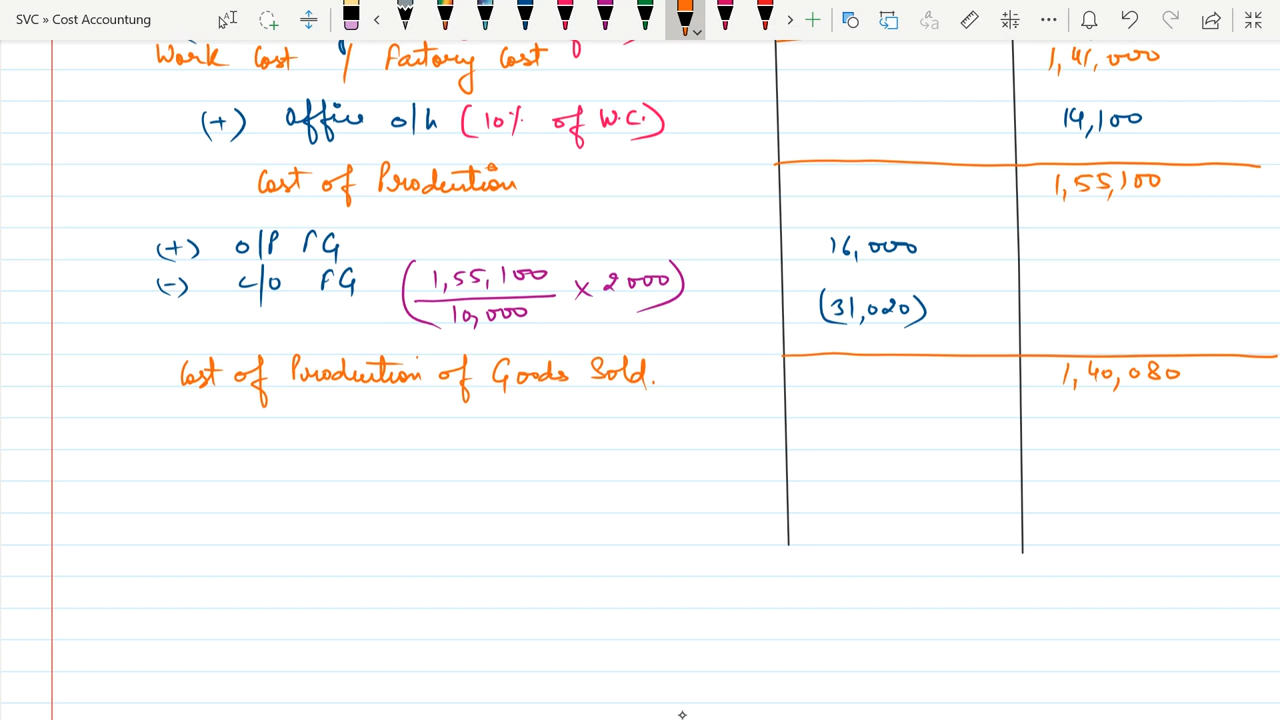 SVC » Cost Accountung
Work Cost / Factory Cost 1,41,000
(+) Office o/h (10% of W.C.) 14,100
Cost of Production 1,55,100
(+) o/p FG 16,000
(-) c/o FG (1,55,100 / 10,000 × 2000) (31,020)
Cost of Production of Goods Sold. 1,40,080